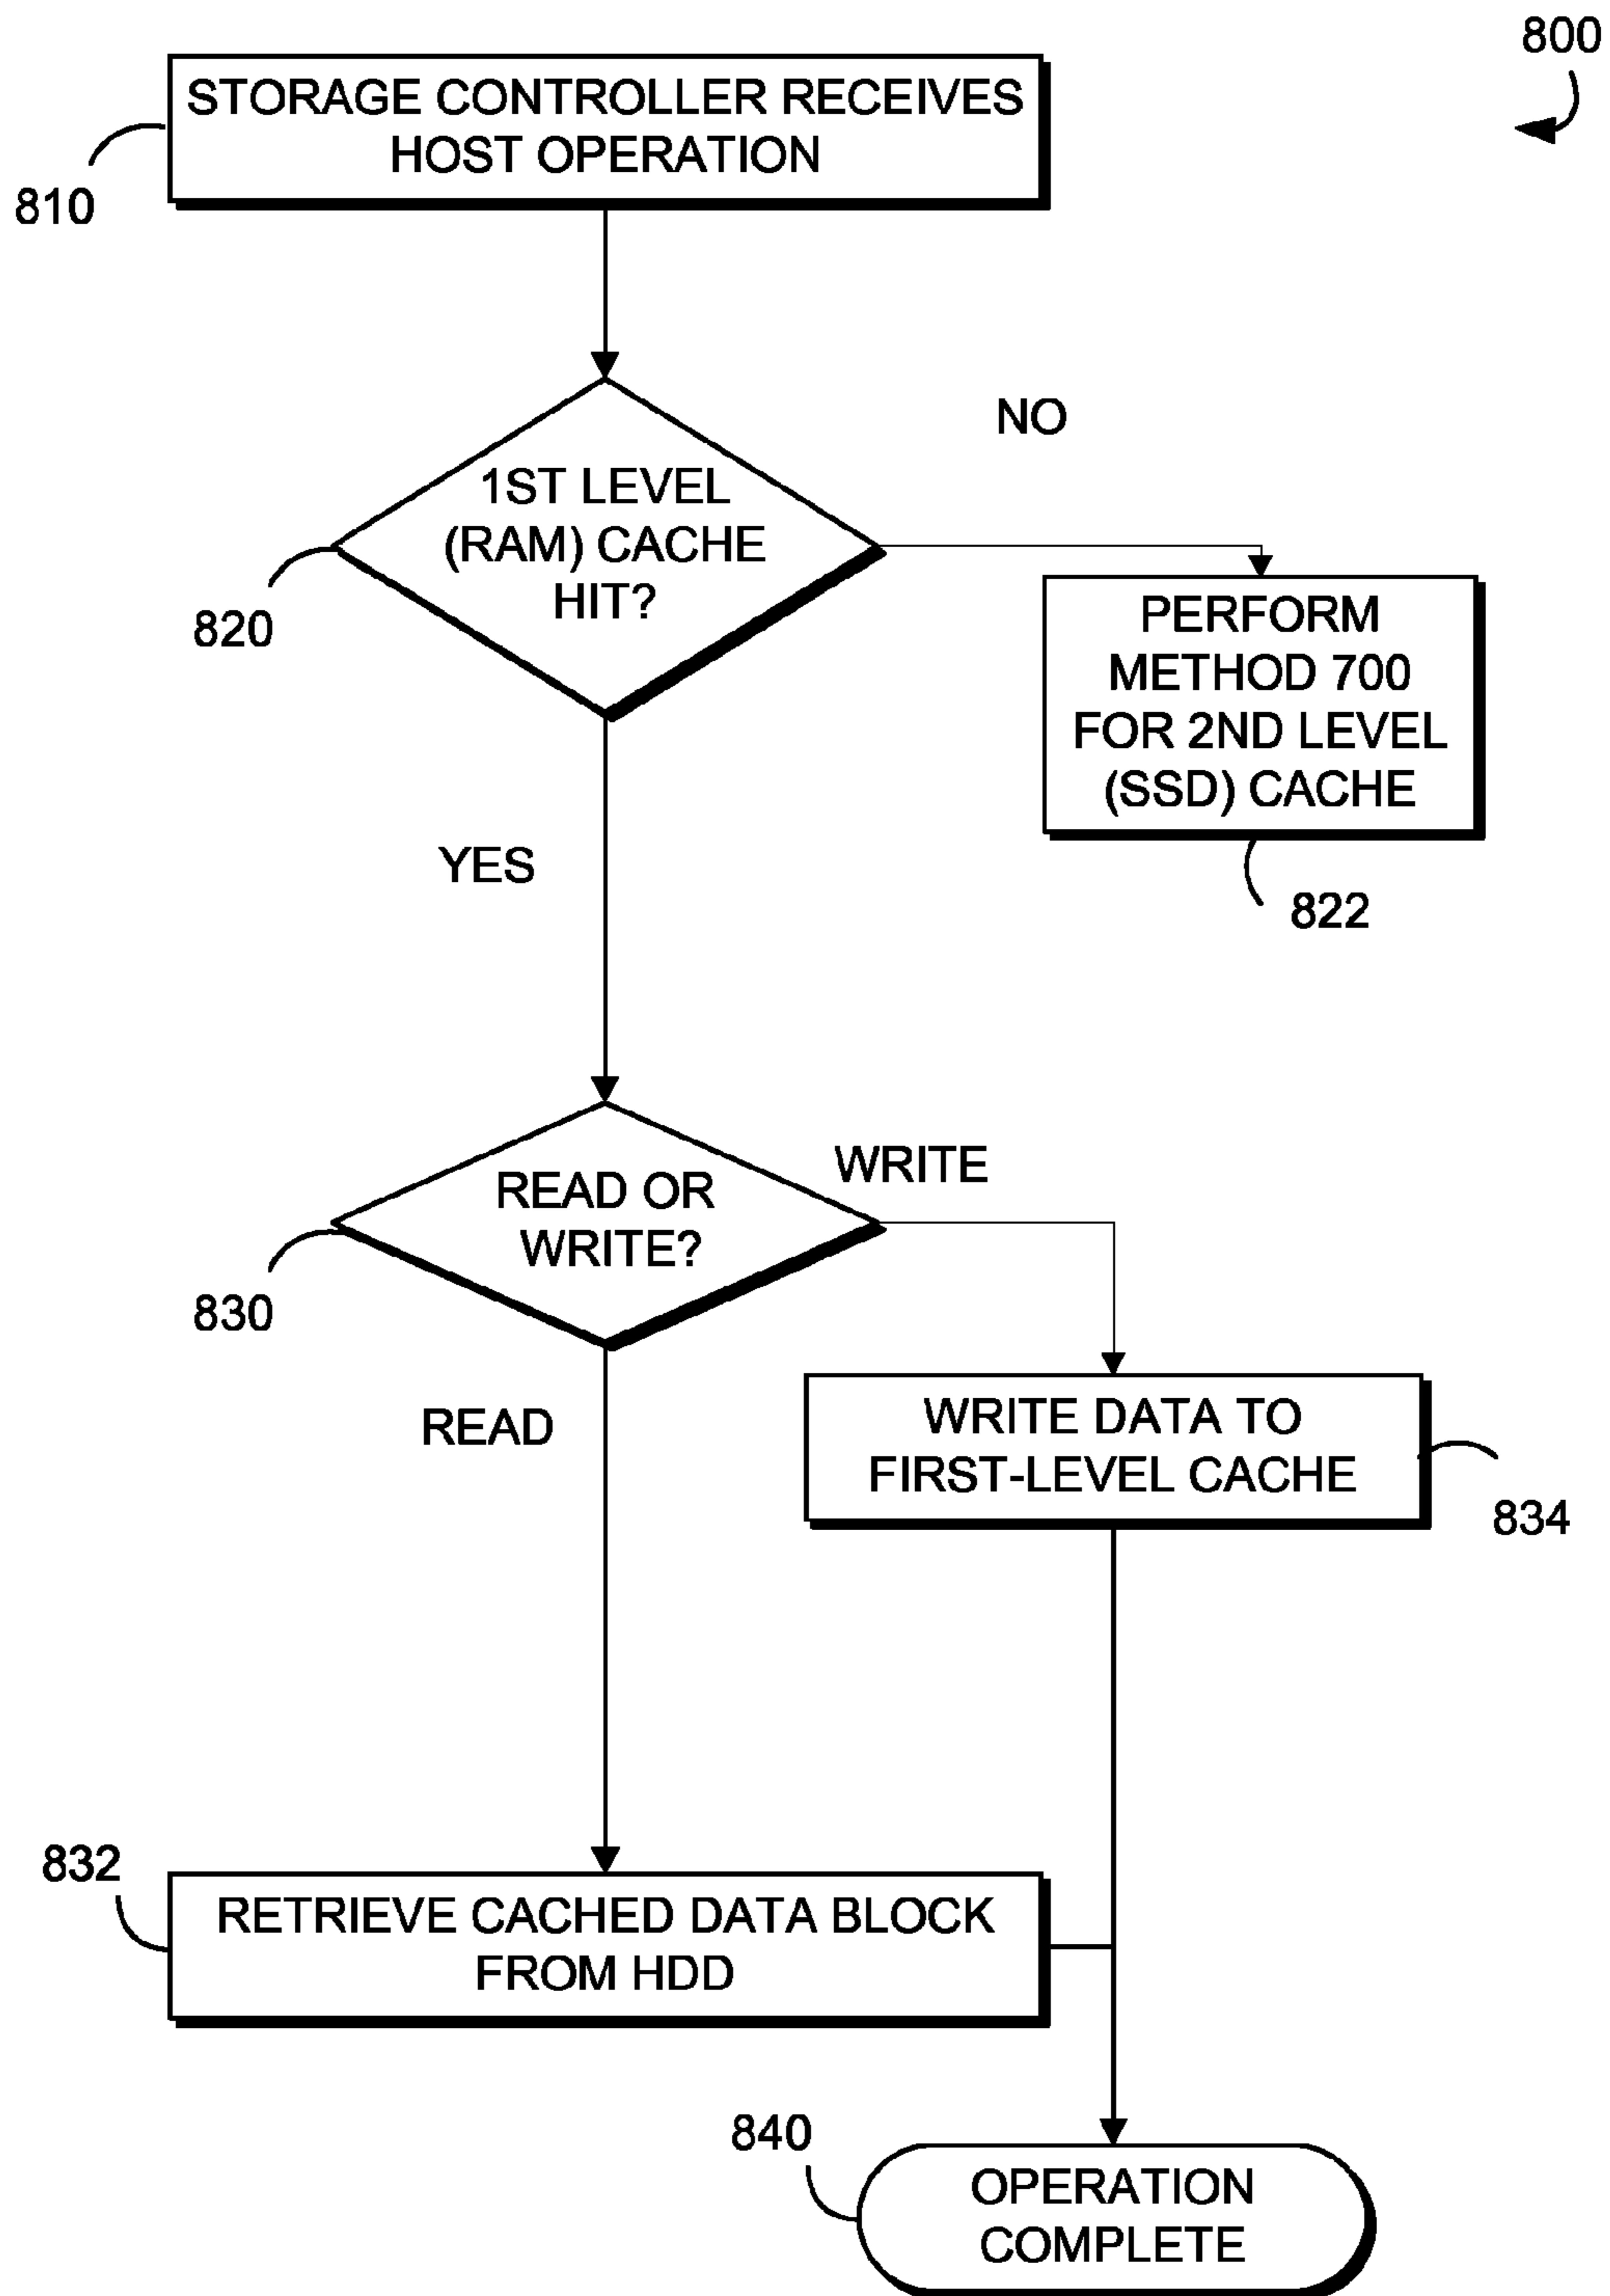 800
STORAGE CONTROLLER RECEIVES
HOST OPERATION
810
NO
1ST LEVEL
(RAM) CACHE
HIT?
820
PERFORM
METHOD 700
FOR 2ND LEVEL
(SSD) CACHE
YES
822
WRITE
READ OR
WRITE?
830
READ
WRITE DATA TO
FIRST-LEVEL CACHE
834
832
RETRIEVE CACHED DATA BLOCK
FROM HDD
840
OPERATION
COMPLETE